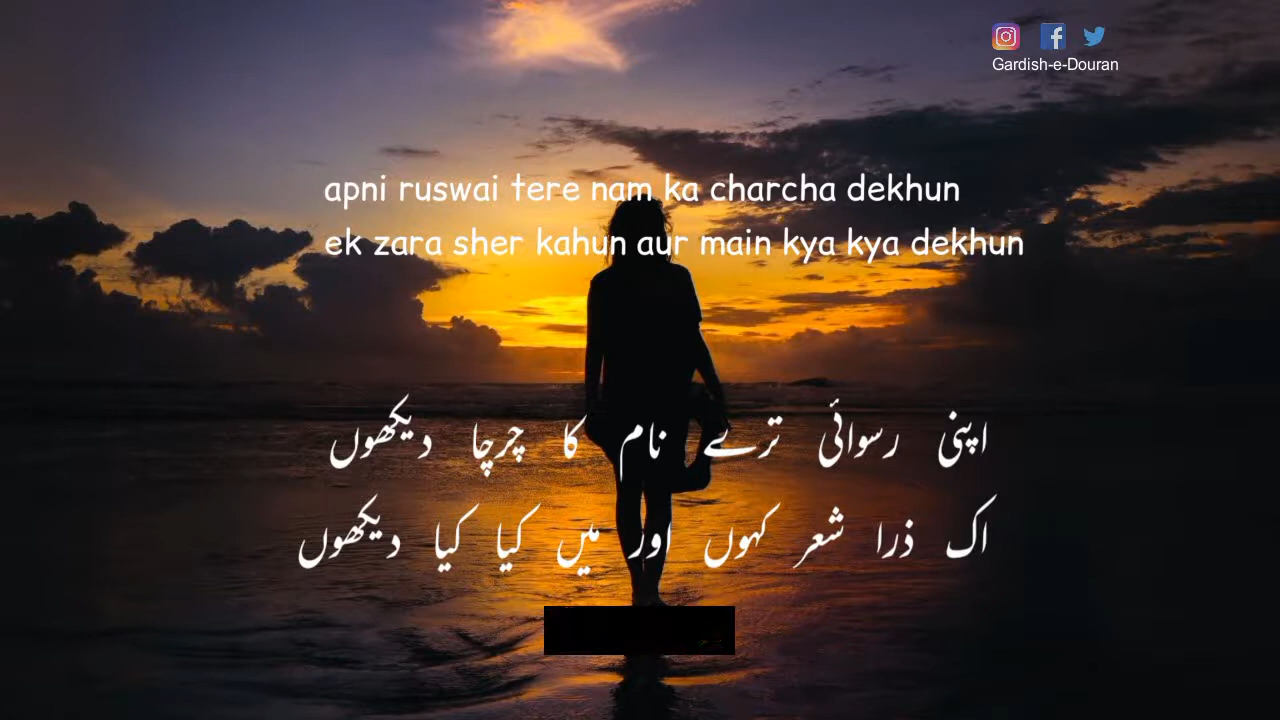 Gardish-e-Douran
apni ruswai tere nam ka charcha dekhun
ek zara sher kahun aur main kya kya dekhun
اپنی رسوائی ترے نام کا چرچا دیکھوں
اک ذرا شعر کہوں اور میں کیا کیا دیکھوں